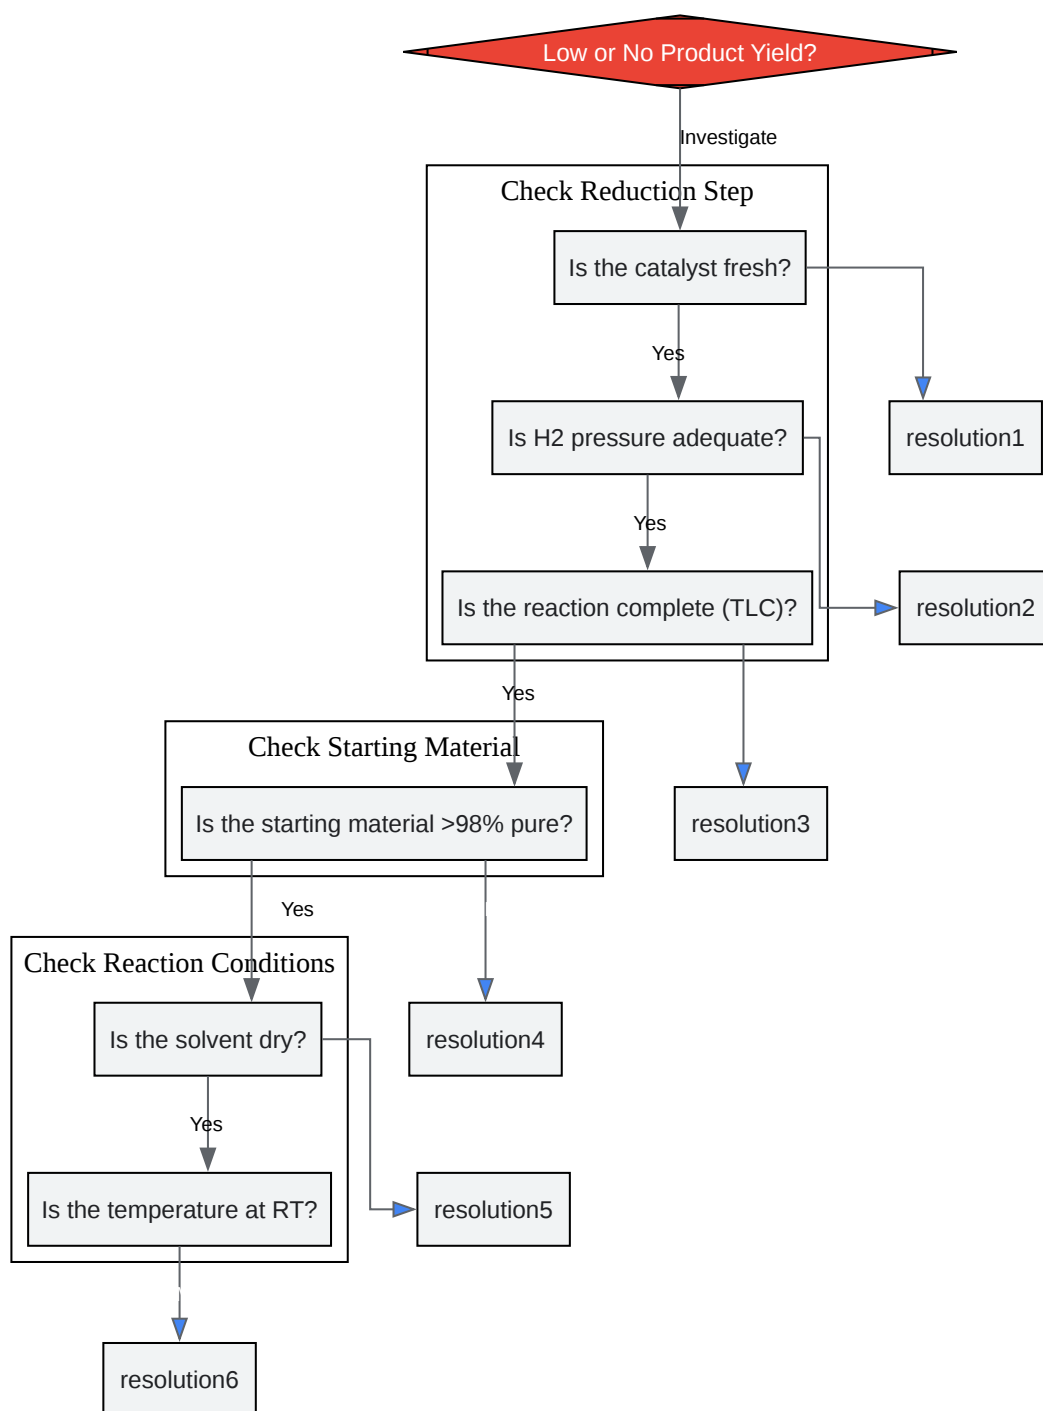 Low or No Product Yield?
Investigate
Check Reduction Step
Is the catalyst fresh?
Yes
Is H2 pressure adequate?
resolution1
Yes
Is the reaction complete (TLC)?
resolution2
Yes
Check Starting Material
Is the starting material >98% pure?
resolution3
Yes
Check Reaction Conditions
Is the solvent dry?
resolution4
Yes
Is the temperature at RT?
resolution5
resolution6